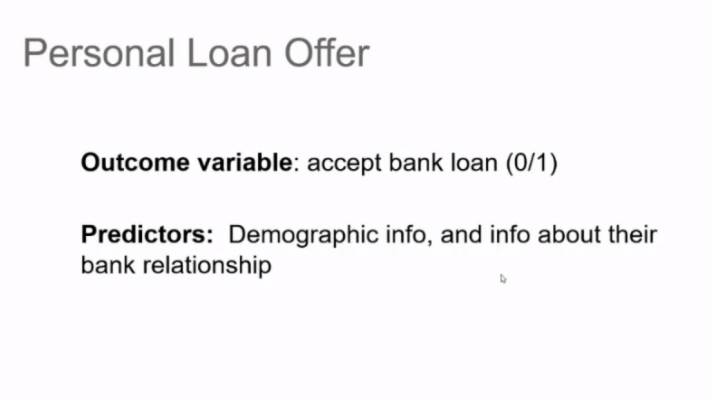 Personal Loan Offer
Outcome variable: accept bank loan (0/1)
Predictors: Demographic info, and info about their
bank relationship